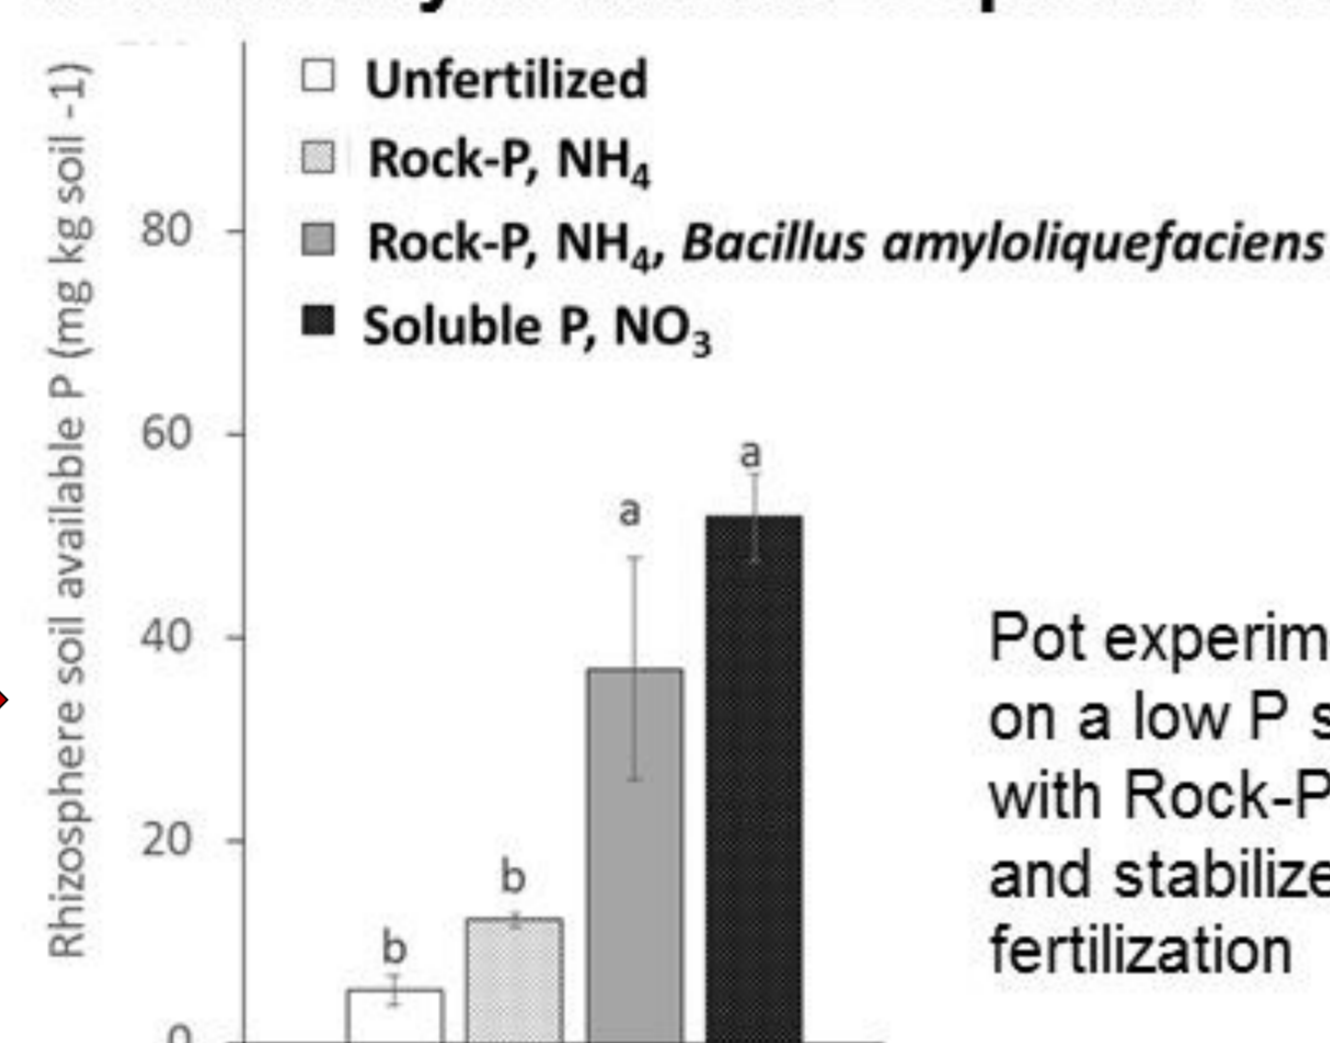 Unfertilized
Rock-P, NH₄
Rock-P, NH₄, Bacillus amyloliquefaciens
Soluble P, NO₃
Rhizosphere soil available P (mg kg soil -1)
80
60
40
20
0
a
a
b
b
Pot experim
on a low P s
with Rock-P
and stabilize
fertilization